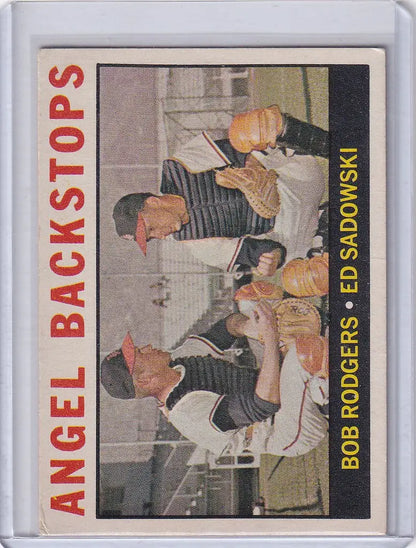 ANGEL BACKSTOPS
BOB RODGERS • ED SADOWSKI